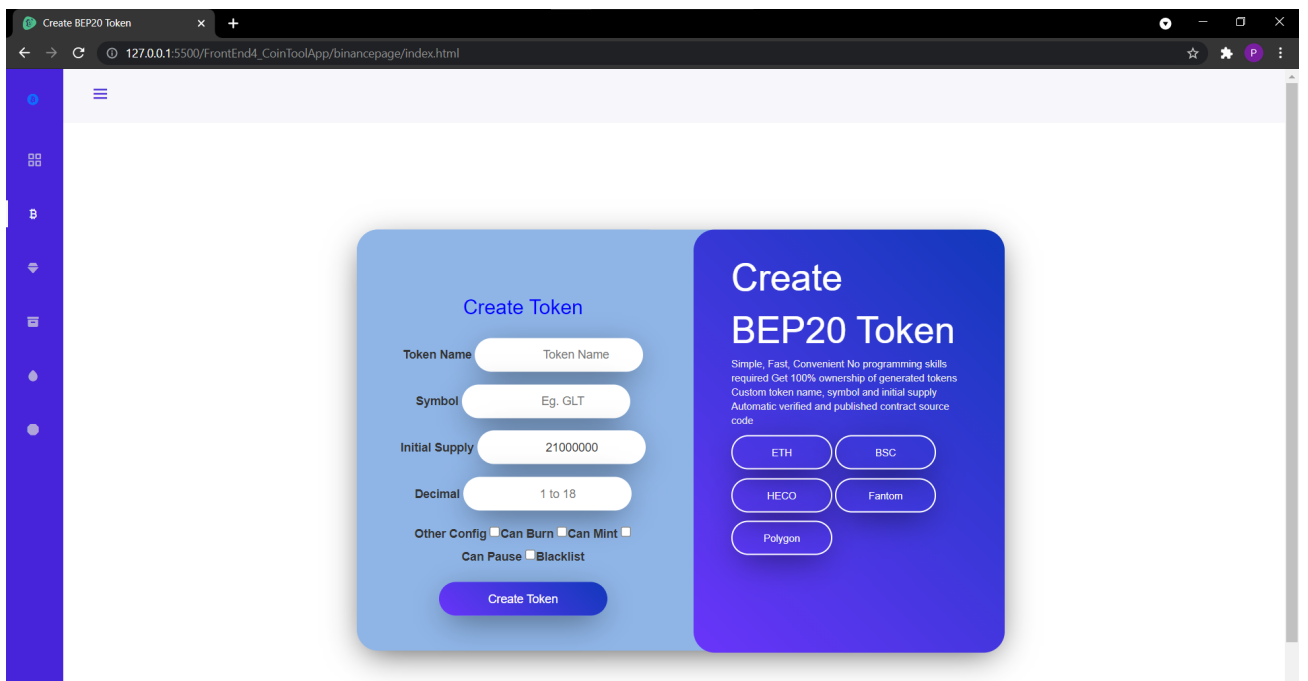 Create BEP20 Token
127.0.0.1:5500/FrontEnd4_CoinToolApp/binancepage/index.html
P
Create Token
Token Name Token Name
Symbol Eg. GLT
Initial Supply 21000000
Decimal 1 to 18
Other Config Can Burn Can Mint
Can Pause Blacklist
Create Token
Create
BEP20 Token
Simple, Fast, Convenient No programming skills
required Get 100% ownership of generated tokens
Custom token name, symbol and initial supply
Automatic verified and published contract source
code
ETH BSC
HECO Fantom
Polygon